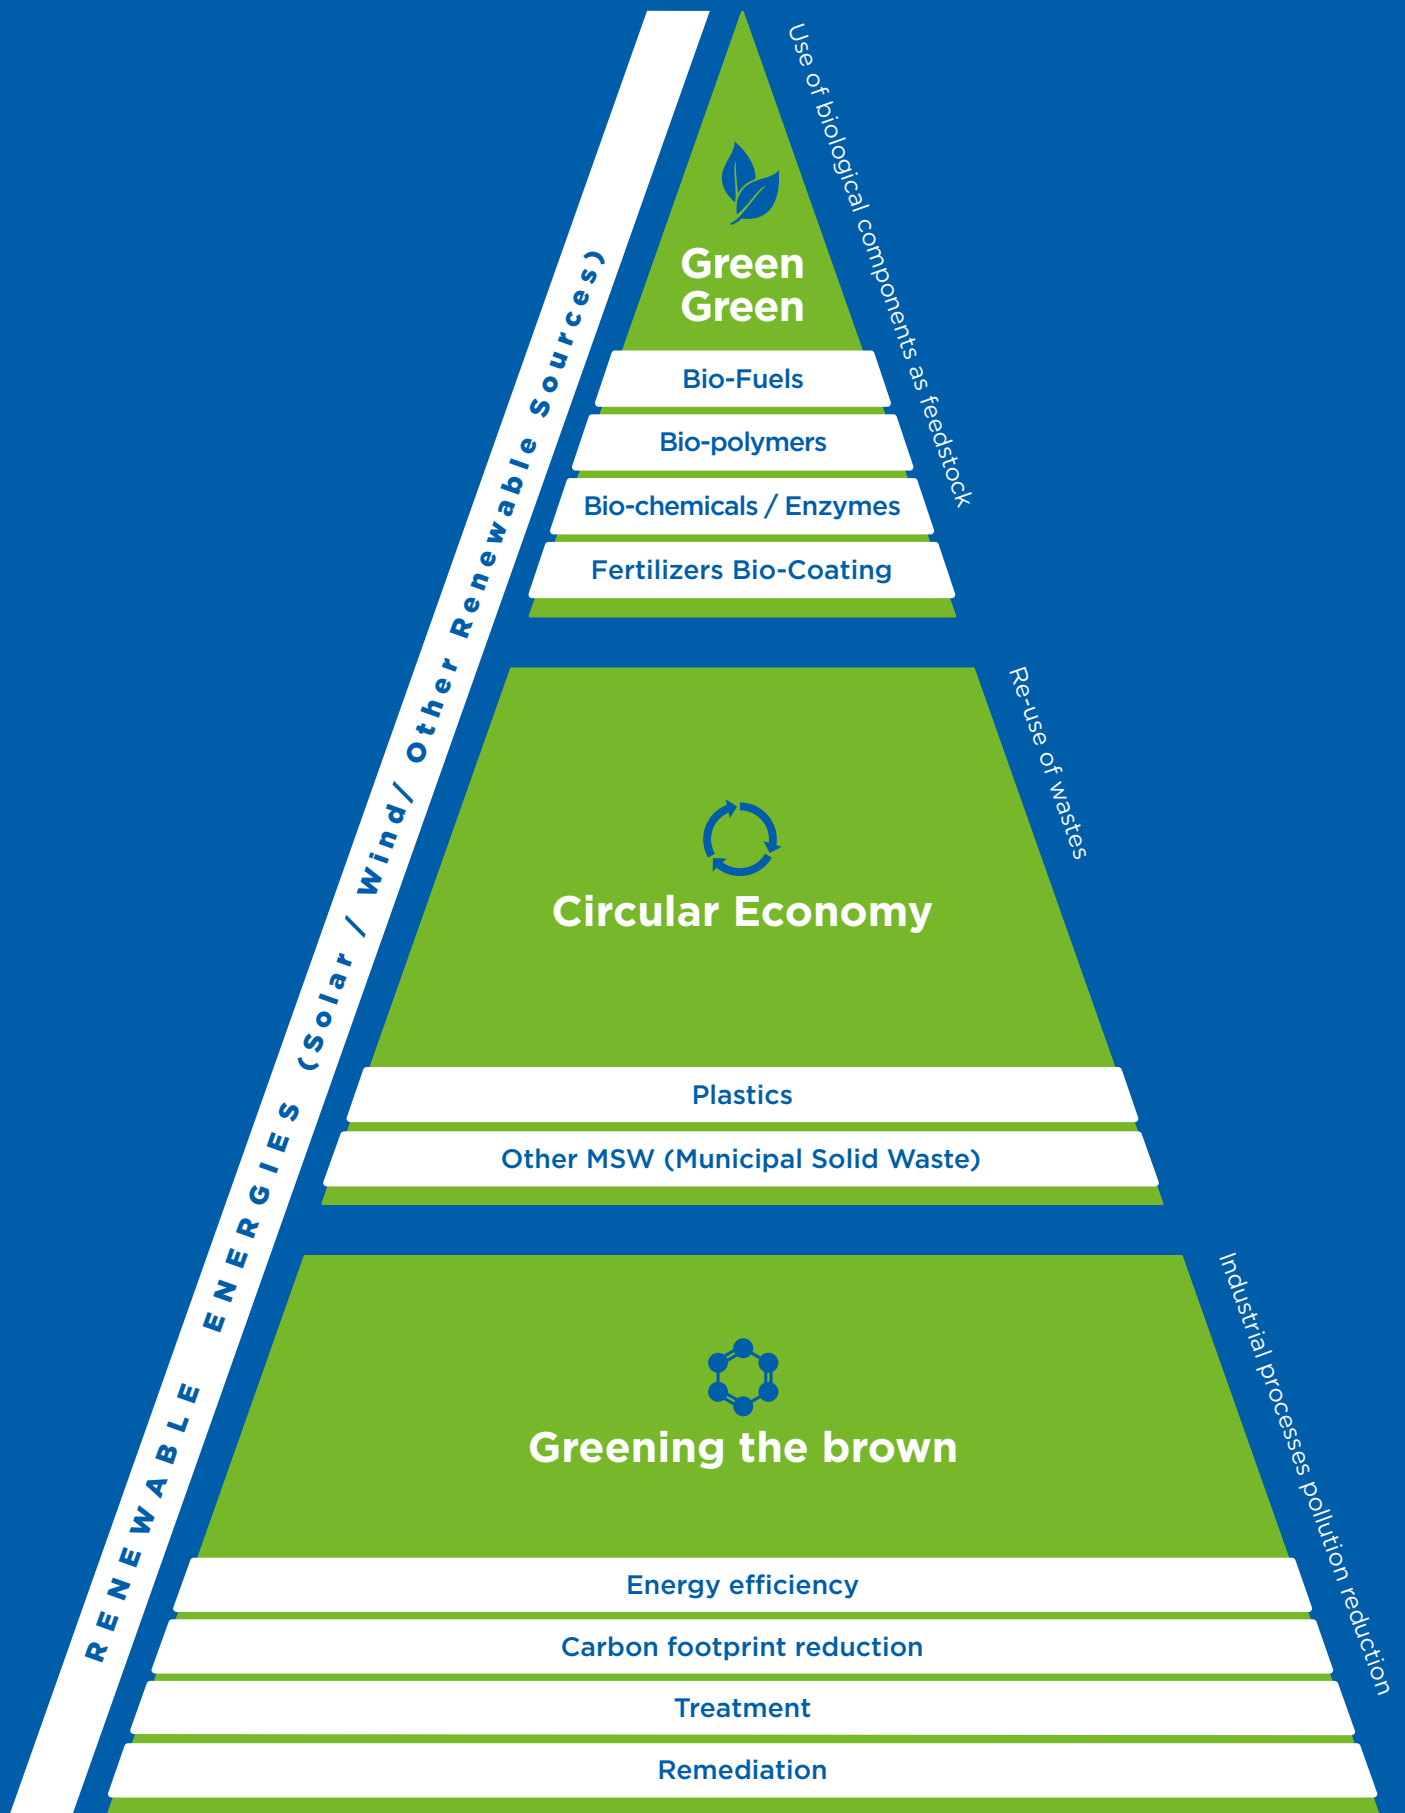 Use of biological components as feedstock
Green
Green
Bio-Fuels
Bio-polymers
Bio-chemicals / Enzymes
Fertilizers Bio-Coating
Re-use of wastes
Circular Economy
Plastics
Other MSW (Municipal Solid Waste)
Industrial processes pollution reduction
Greening the brown
Energy efficiency
Carbon footprint reduction
Treatment
Remediation
RENEWABLE ENERGIES (Solar / Wind/ Other Renewable Sources)